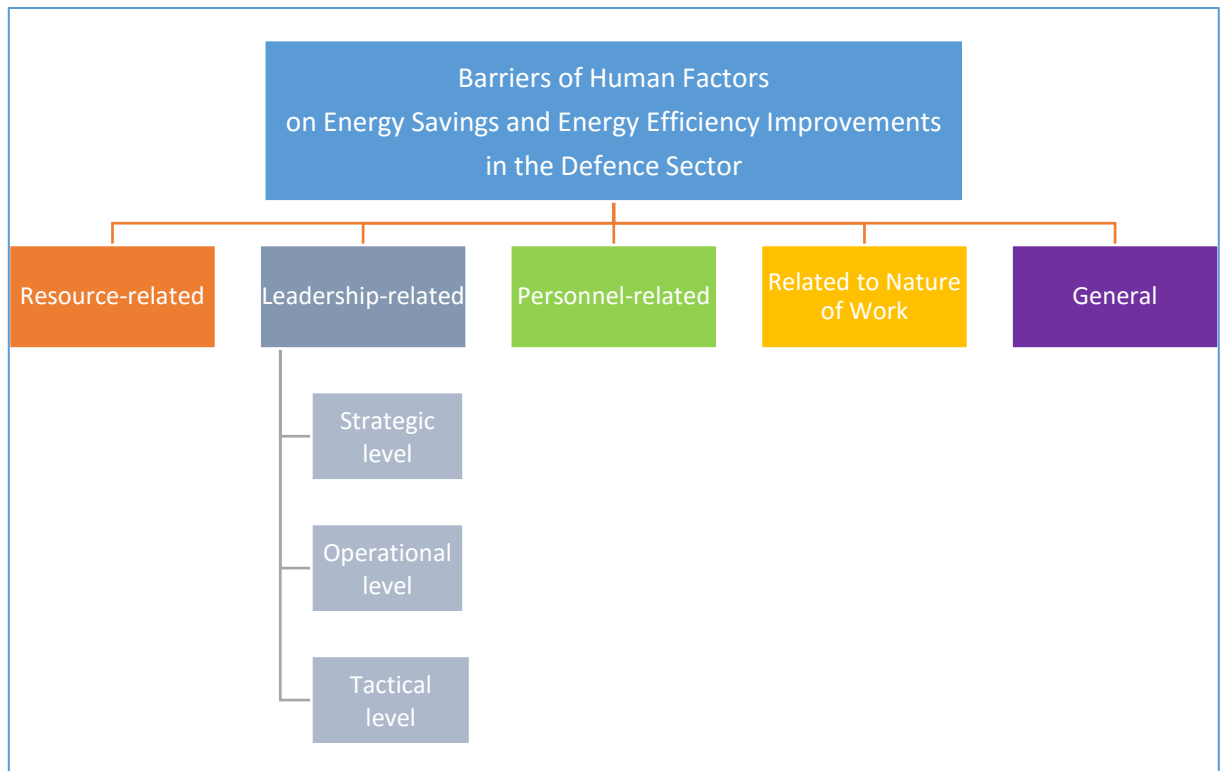 Barriers of Human Factors
on Energy Savings and Energy Efficiency Improvements
in the Defence Sector
Resource-related
Leadership-related
Personnel-related
Related to Nature
of Work
General
Strategic
level
Operational
level
Tactical
level